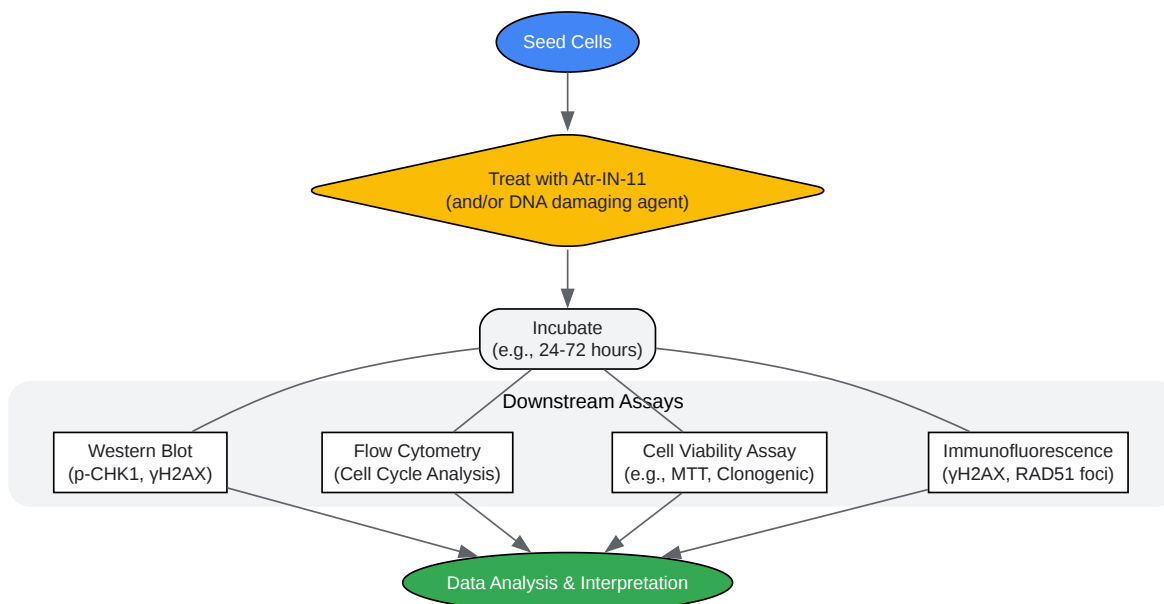 Seed Cells
Treat with Atr-IN-11
(and/or DNA damaging agent)
Incubate
(e.g., 24-72 hours)
Downstream Assays
Western Blot
(p-CHK1, γH2AX)
Flow Cytometry
(Cell Cycle Analysis)
Cell Viability Assay
(e.g., MTT, Clonogenic)
Immunofluorescence
(γH2AX, RAD51 foci)
Data Analysis & Interpretation